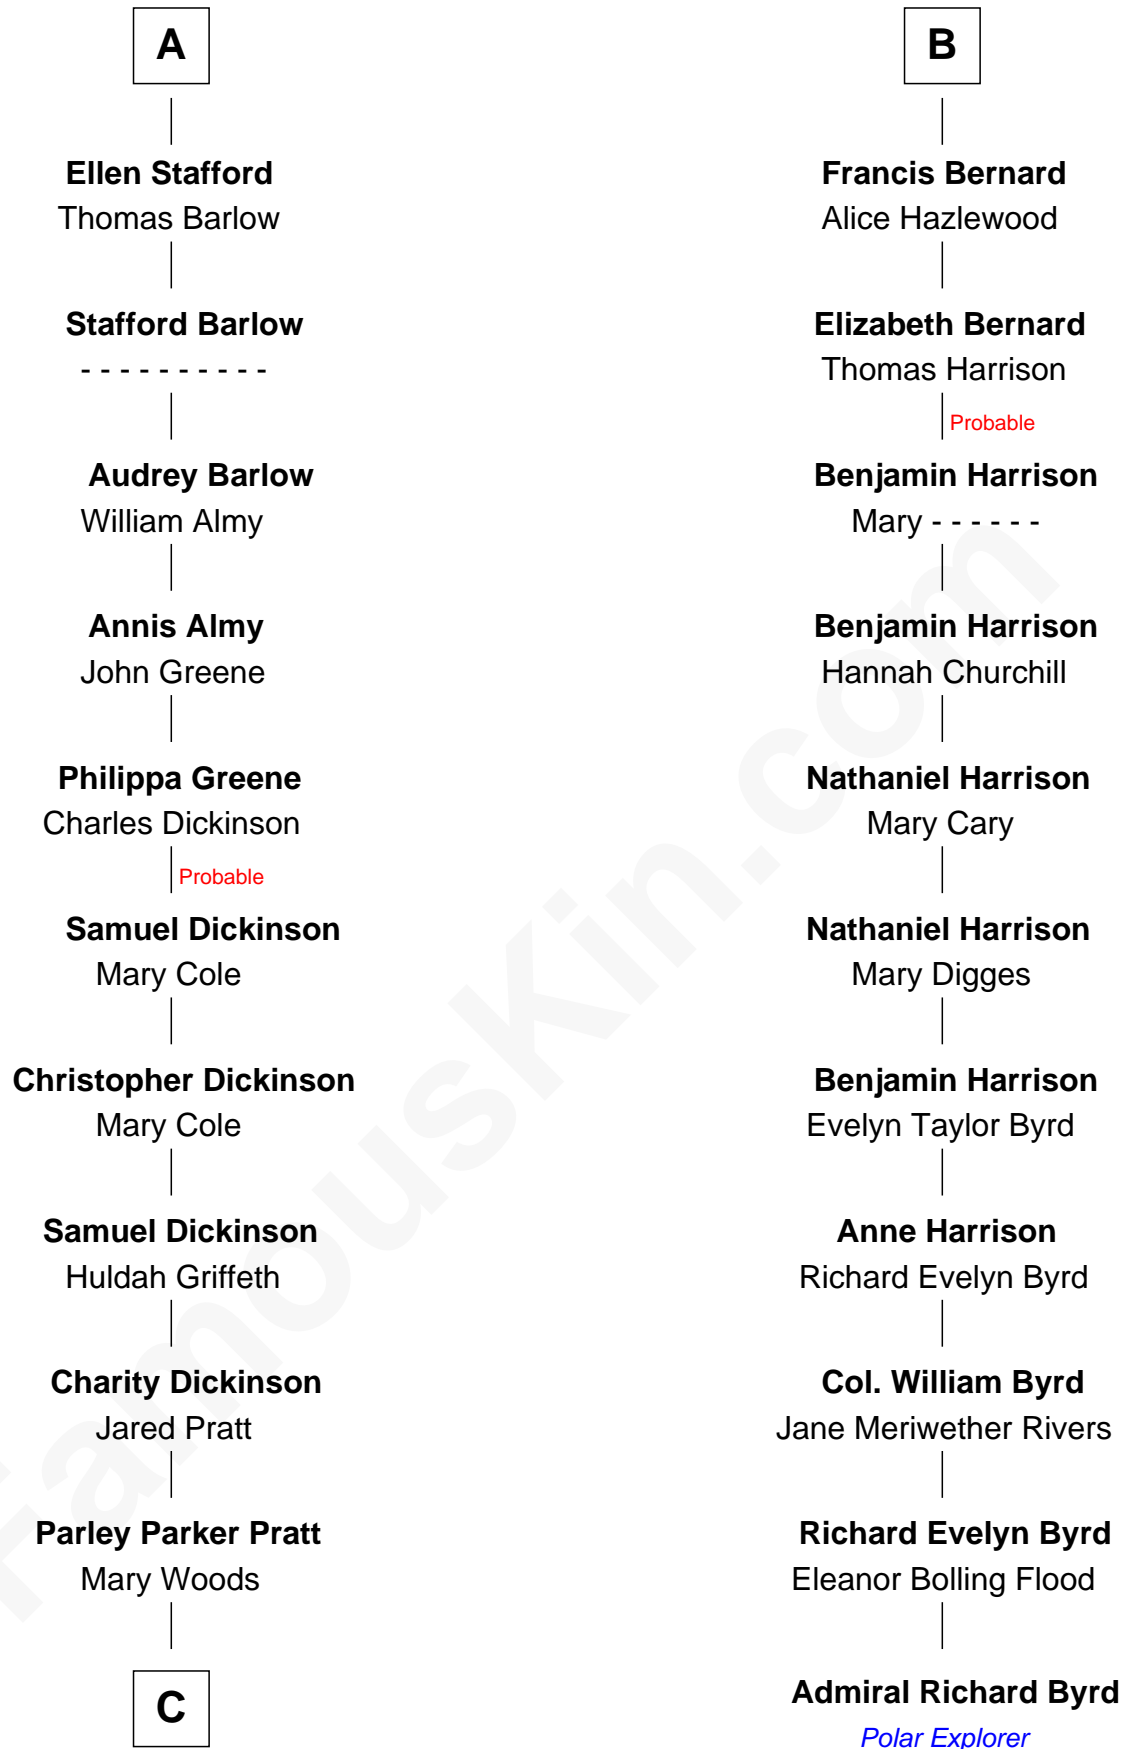 A
Ellen Stafford
Thomas Barlow
Stafford Barlow
- - - - - - - - - -
Audrey Barlow
William Almy
Annis Almy
John Greene
Philippa Greene
Charles Dickinson
Probable
Samuel Dickinson
Mary Cole
Christopher Dickinson
Mary Cole
Samuel Dickinson
Huldah Griffeth
Charity Dickinson
Jared Pratt
Parley Parker Pratt
Mary Woods
C
B
Francis Bernard
Alice Hazlewood
Elizabeth Bernard
Thomas Harrison
Probable
Benjamin Harrison
Mary - - - - - -
Benjamin Harrison
Hannah Churchill
Nathaniel Harrison
Mary Cary
Nathaniel Harrison
Mary Digges
Benjamin Harrison
Evelyn Taylor Byrd
Anne Harrison
Richard Evelyn Byrd
Col. William Byrd
Jane Meriwether Rivers
Richard Evelyn Byrd
Eleanor Bolling Flood
Admiral Richard Byrd
Polar Explorer
FamousKin.com